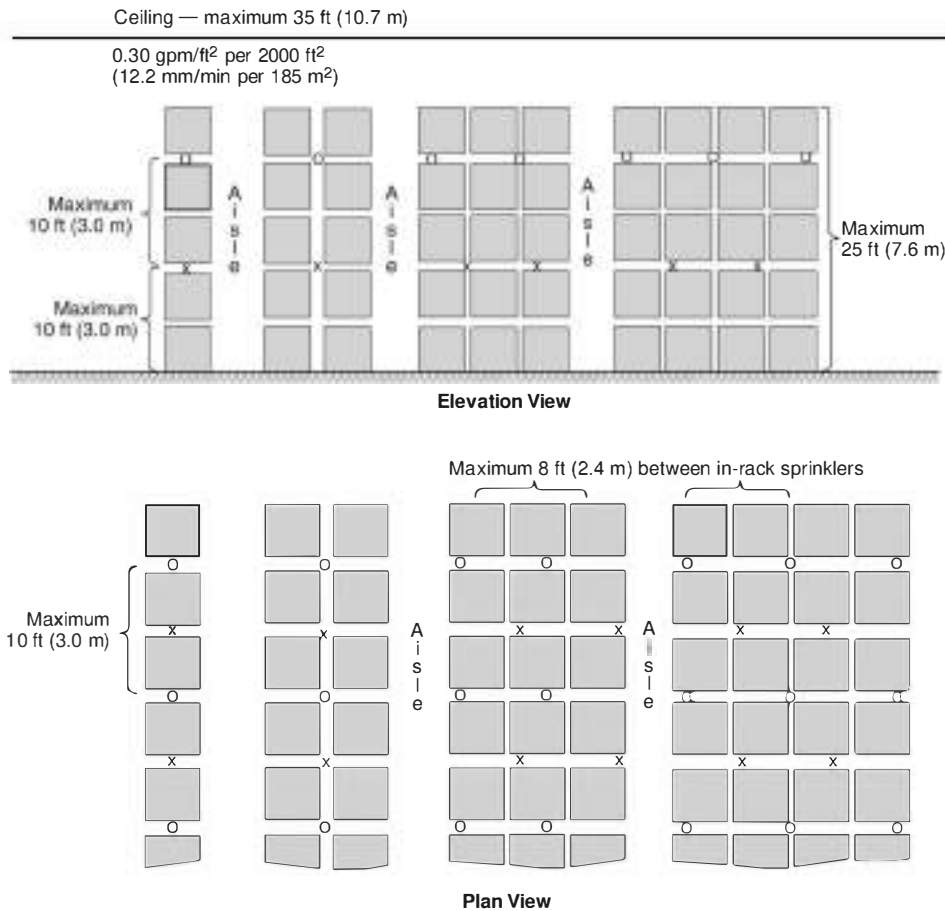 Ceiling — maximum 35 ft (10.7 m)
0.30 gpm/ft² per 2000 ft²
(12.2 mm/min per 185 m²)
Maximum
10 ft (3.0 m)
Maximum
10 ft (3.0 m)
Aisle
Aisle
Aisle
Maximum
25 ft (7.6 m)
O
O
O
O
O
O
O
O
x
x
x
x
x
x
Elevation View
Maximum 8 ft (2.4 m) between in-rack sprinklers
Maximum
10 ft (3.0 m)
Aisle
Aisle
O
O
O
O
O
O
O
x
x
x
x
x
x
O
O
O
O
O
O
O
x
x
x
x
x
x
O
O
O
O
O
O
O
Plan View